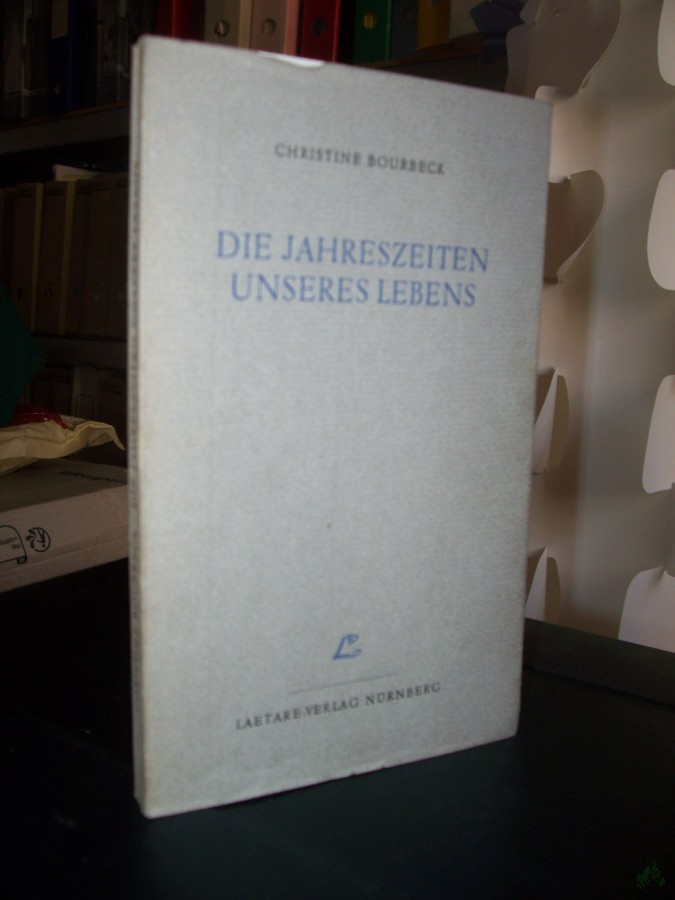 CHRISTINE BOURBECK
DIE JAHRESZEITEN
UNSERES LEBENS
L
LAETARE-VERLAG NÜRNBERG